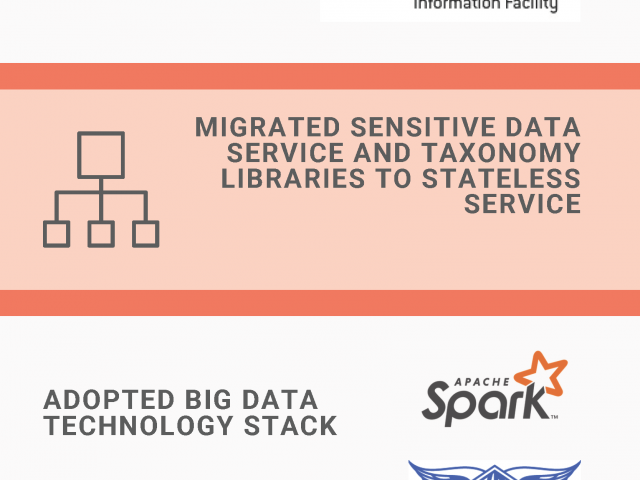 Information Facility
MIGRATED SENSITIVE DATA
SERVICE AND TAXONOMY
LIBRARIES TO STATELESS
SERVICE
APACHE
Spark™
ADOPTED BIG DATA
TECHNOLOGY STACK